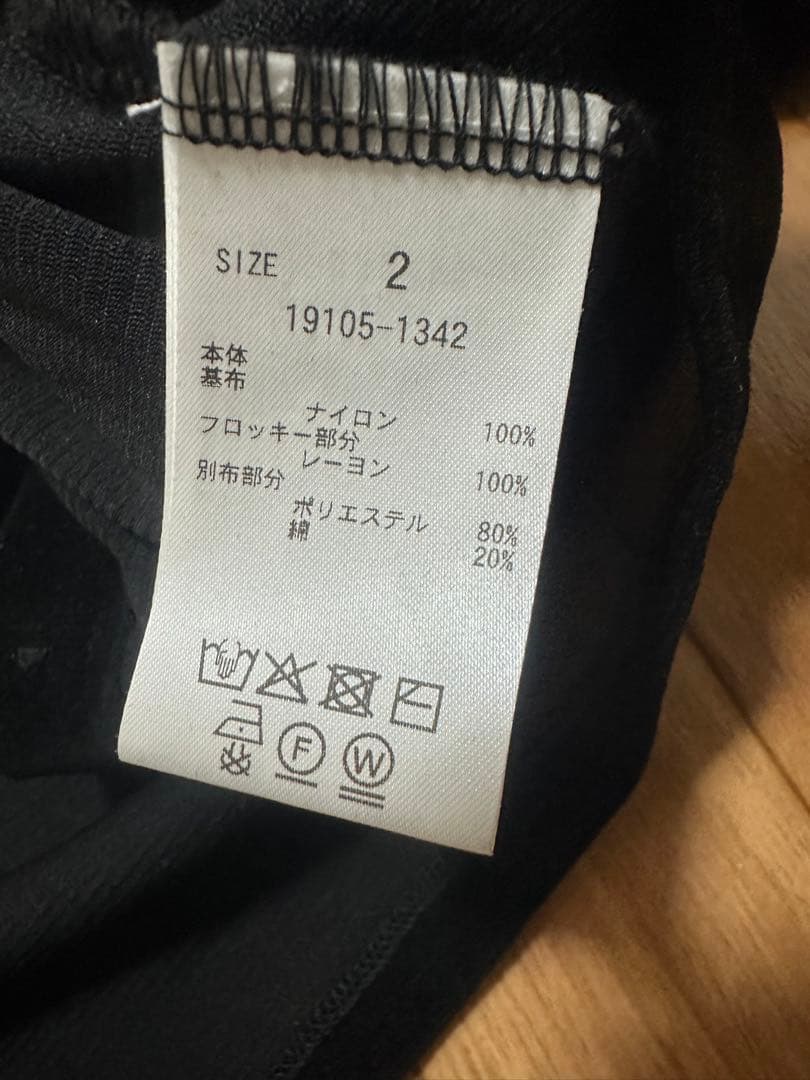 SIZE 2
19105-1342
本体
基布
ナイロン 100%
フロッキー部分
レーヨン 100%
別布部分
ポリエステル 80%
綿 20%
F W